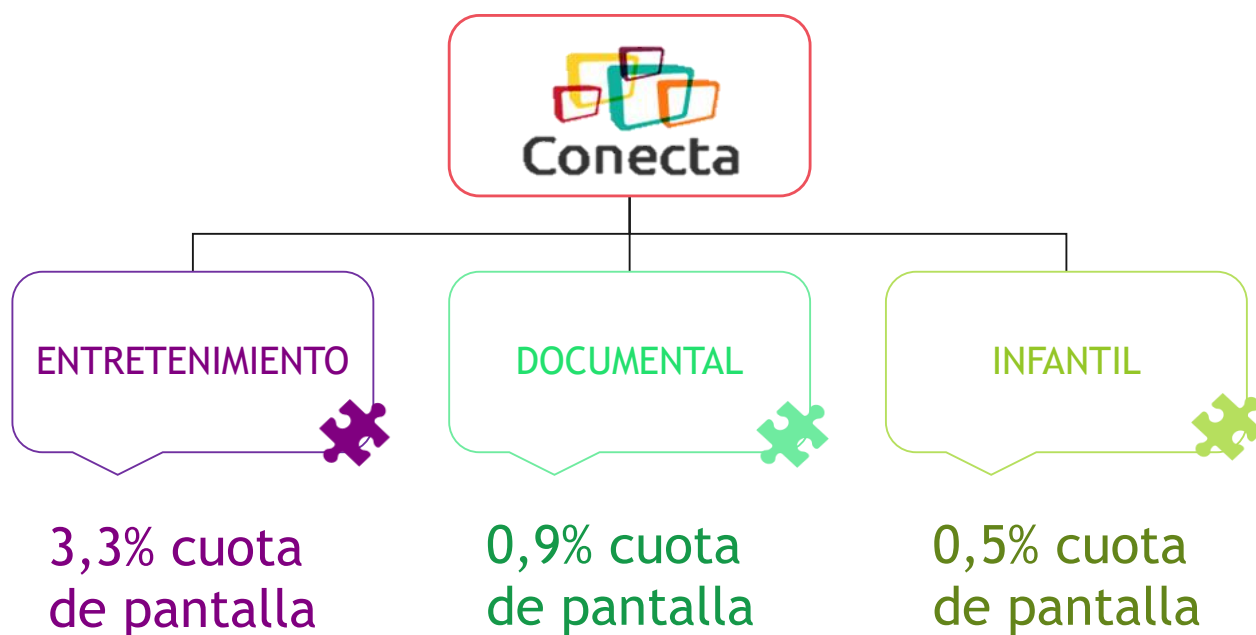 Conecta
ENTRETENIMIENTO
DOCUMENTAL
INFANTIL
3,3% cuota
de pantalla
0,9% cuota
de pantalla
0,5% cuota
de pantalla